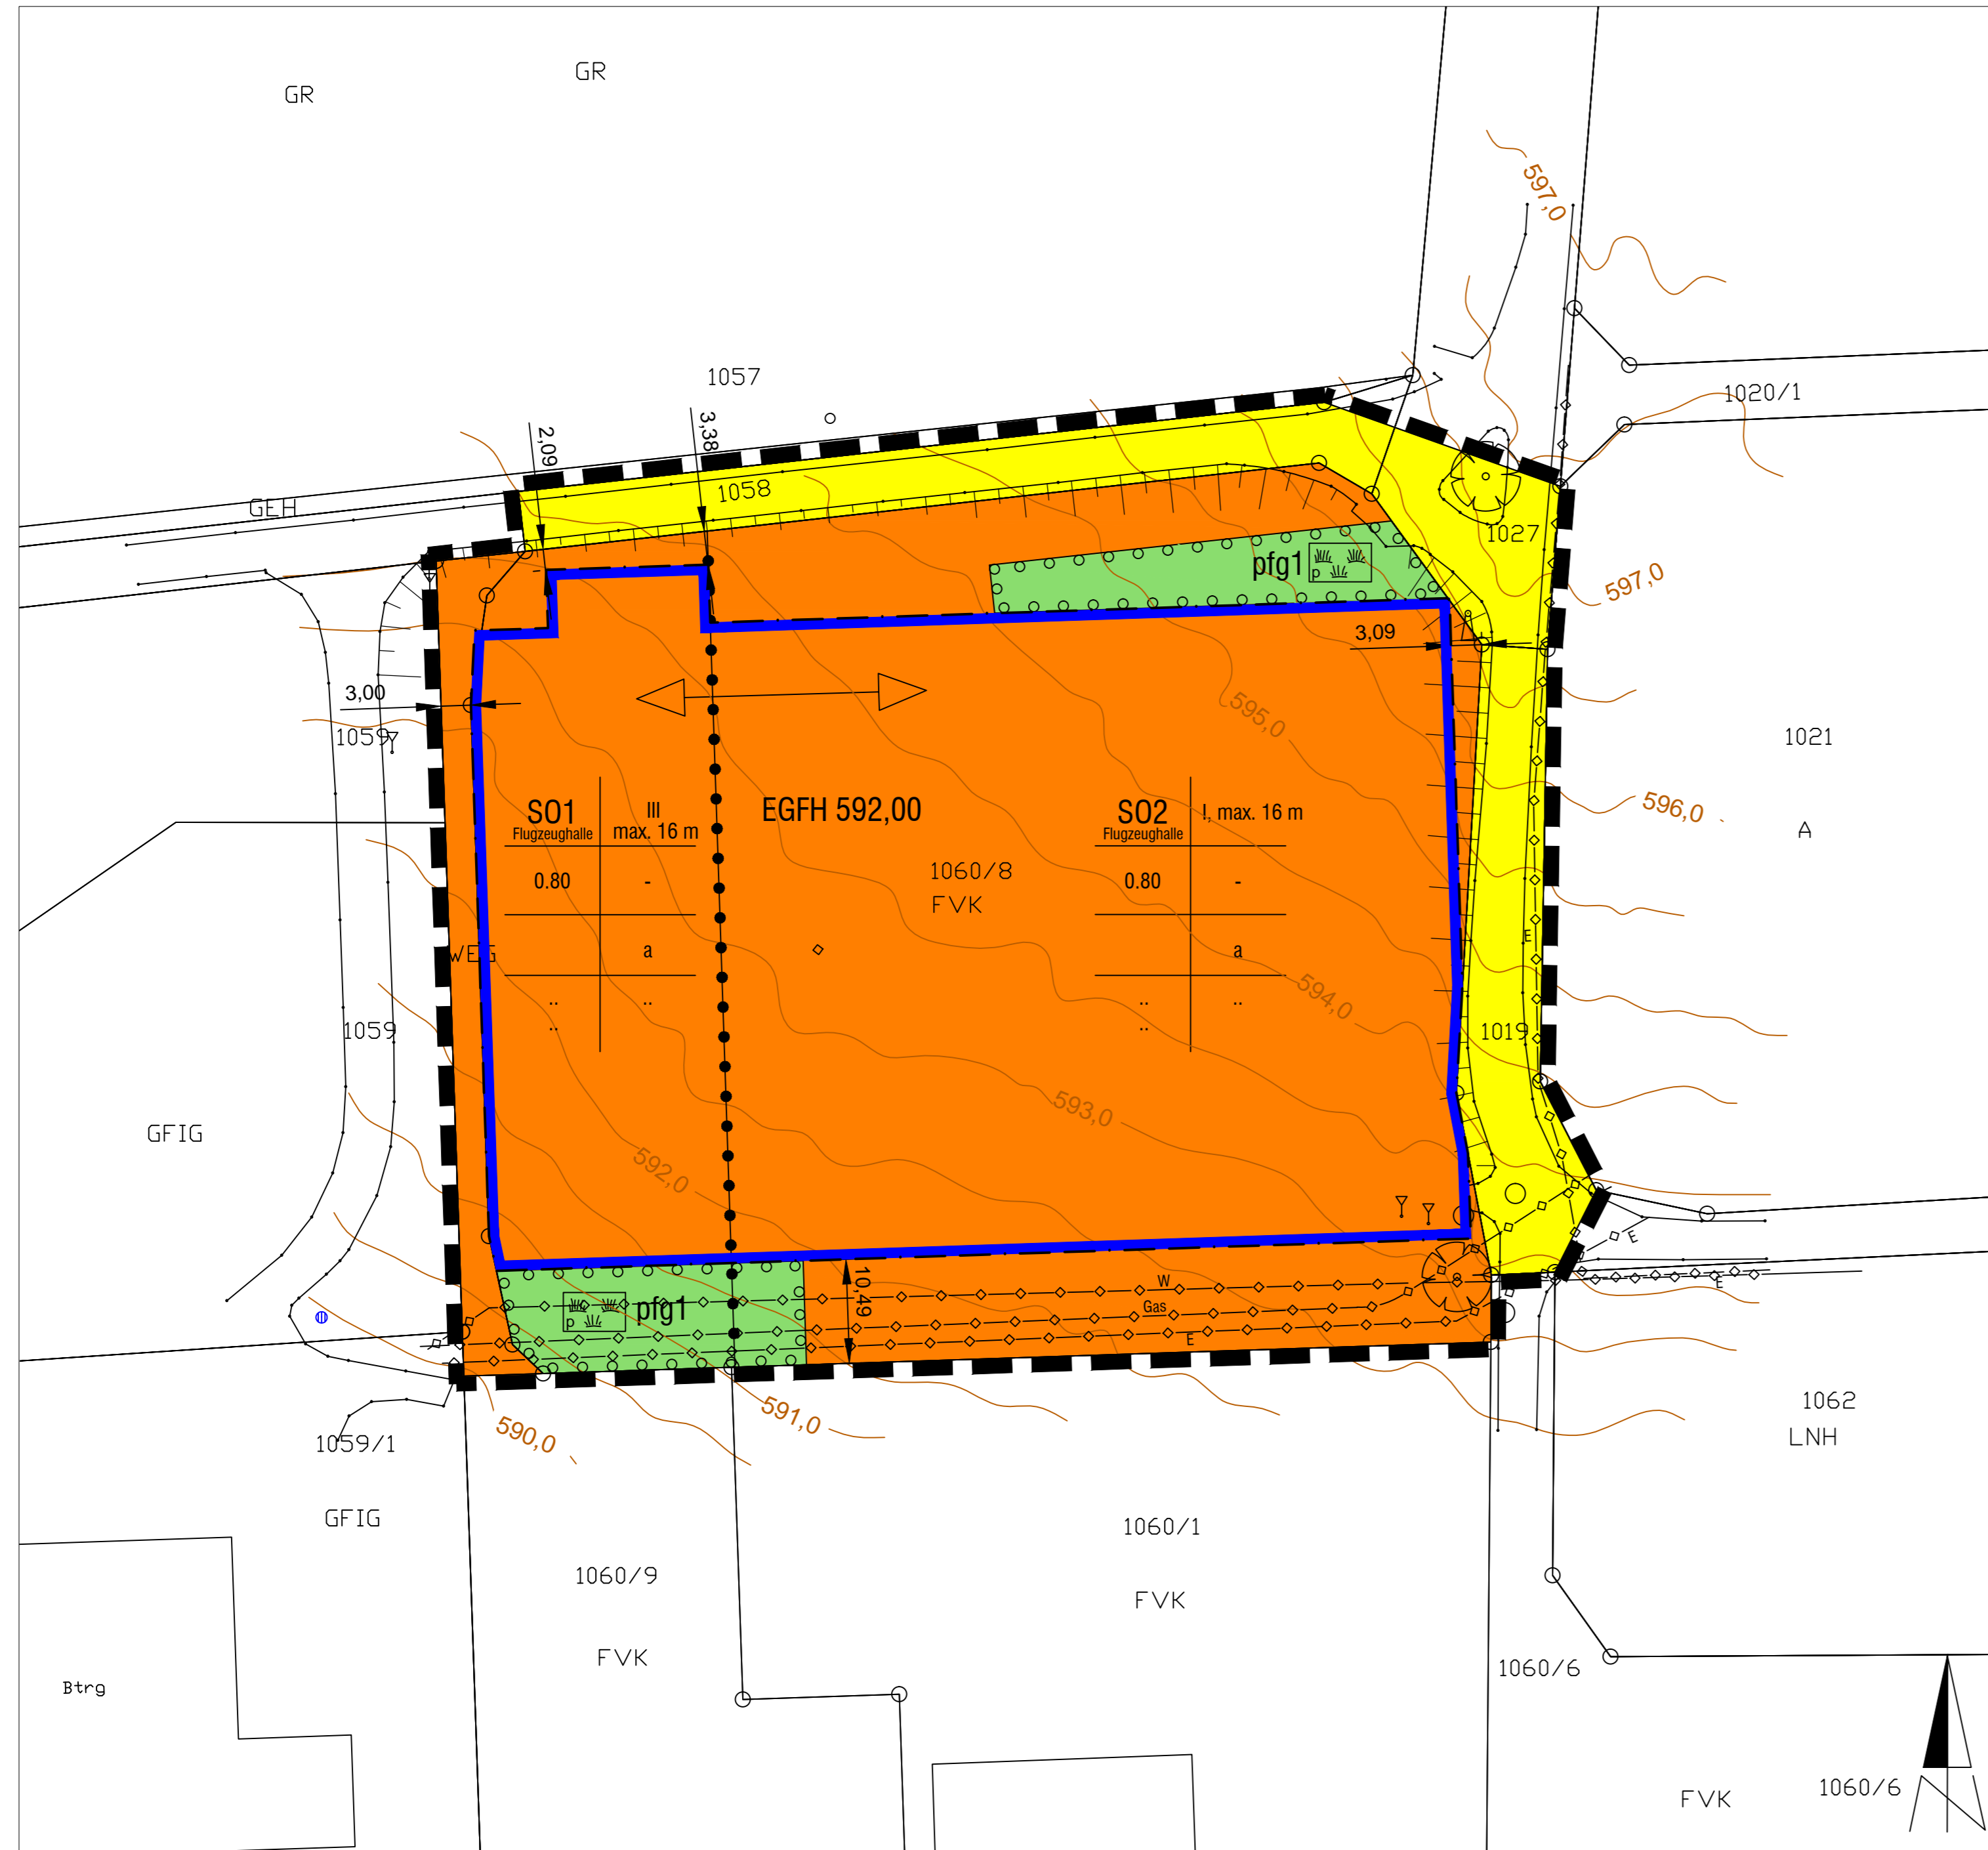 GR
GR
597,0
1057
1020/1
2,09
3,38
1058
GEH
1027
pfg1
p
597,0
3,09
3,00
595,0
1059
1021
596,0
SO1
Flugzeughalle
III
max. 16 m
EGFH 592,00
SO2
Flugzeughalle
I, max. 16 m
A
1060/8
FVK
0.80
-
0.80
-
E
WEG
a
a
594,0
..
..
..
..
..
..
1059
1019
593,0
GFIG
592,0
E
W
10,49
E
Gas
p
pfg1
E
590,0
591,0
1062
LNH
1059/1
GFIG
1060/1
1060/9
FVK
FVK
1060/6
Btrg
FVK
1060/6
N